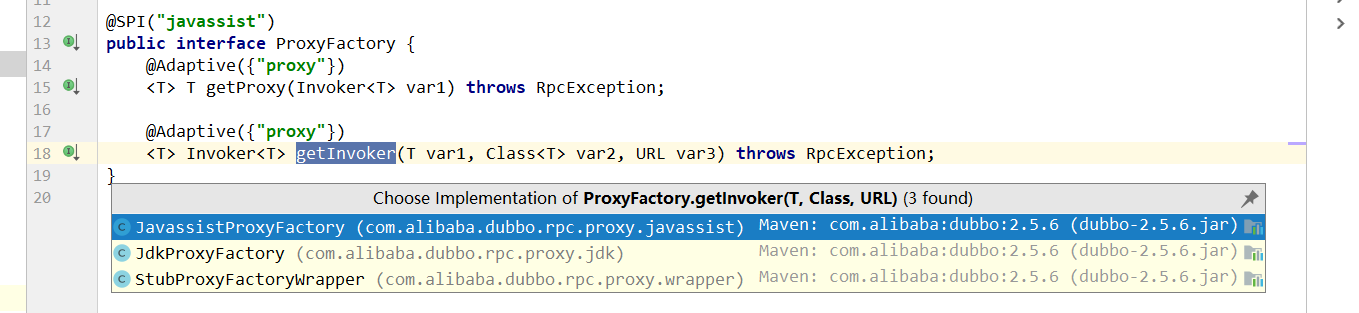 11
12 @SPI("javassist")
13 public interface ProxyFactory {
14 @Adaptive({"proxy"})
15 <T> T getProxy(Invoker<T> var1) throws RpcException;
16
17 @Adaptive({"proxy"})
18 <T> Invoker<T> getInvoker(T var1, Class<T> var2, URL var3) throws RpcException;
19 }
20
Choose Implementation of ProxyFactory.getInvoker(T, Class, URL) (3 found)
JavassistProxyFactory (com.alibaba.dubbo.rpc.proxy.javassist) Maven: com.alibaba:dubbo:2.5.6 (dubbo-2.5.6.jar)
JdkProxyFactory (com.alibaba.dubbo.rpc.proxy.jdk) Maven: com.alibaba:dubbo:2.5.6 (dubbo-2.5.6.jar)
StubProxyFactoryWrapper (com.alibaba.dubbo.rpc.proxy.wrapper) Maven: com.alibaba:dubbo:2.5.6 (dubbo-2.5.6.jar)